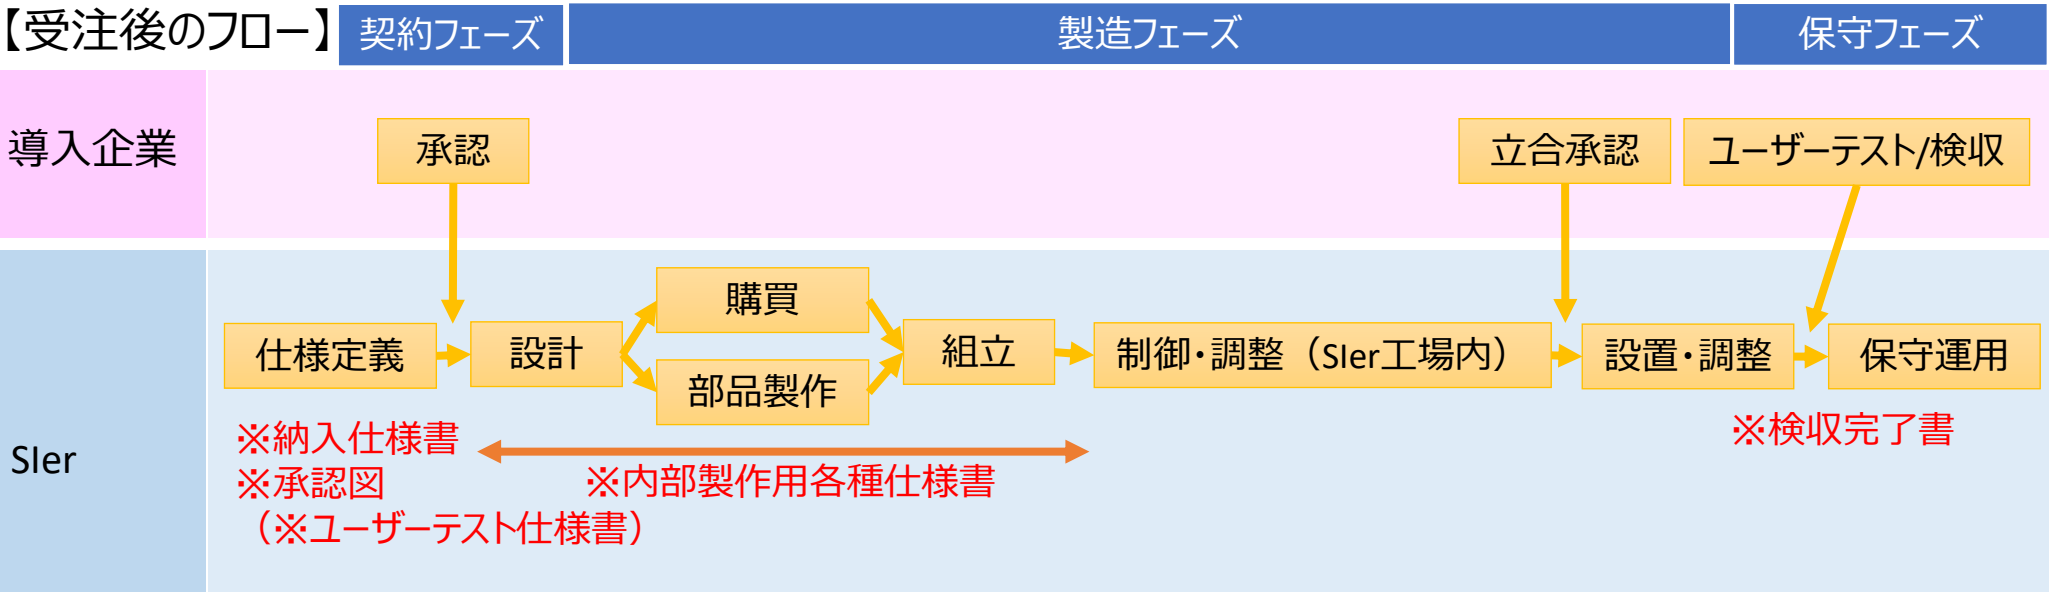 【受注後のフロー】
契約フェーズ
製造フェーズ
保守フェーズ
導入企業
承認
立合承認
ユーザーテスト/検収
SIer
仕様定義
設計
購買
部品製作
組立
制御・調整（SIer工場内）
設置・調整
保守運用
※納入仕様書
※承認図
（※ユーザーテスト仕様書）
※内部製作用各種仕様書
※検収完了書